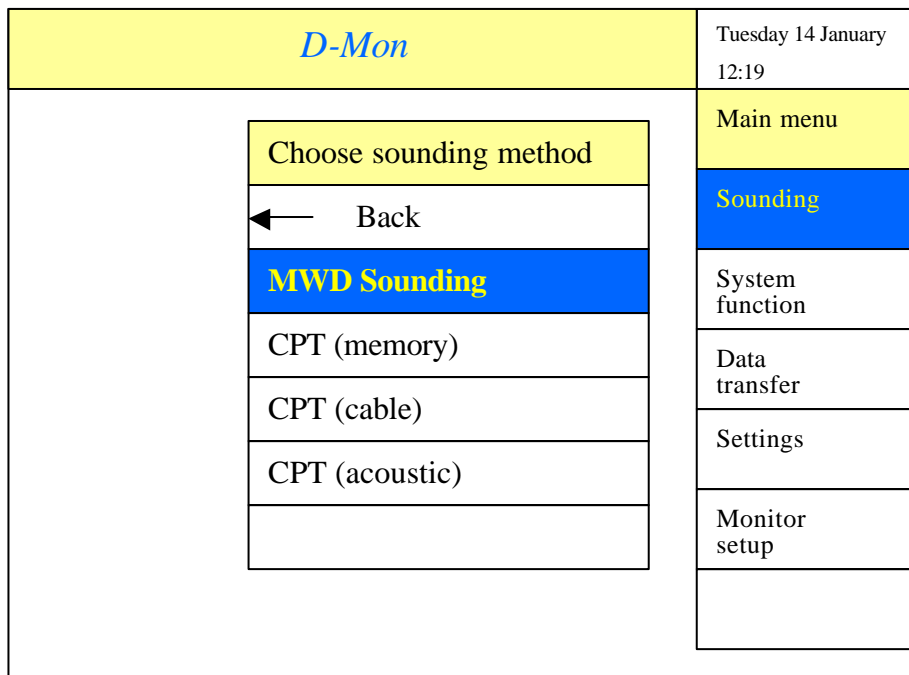 D-Mon
Tuesday 14 January
12:19
Choose sounding method
Back
MWD Sounding
CPT (memory)
CPT (cable)
CPT (acoustic)
Main menu
Sounding
System
function
Data
transfer
Settings
Monitor
setup